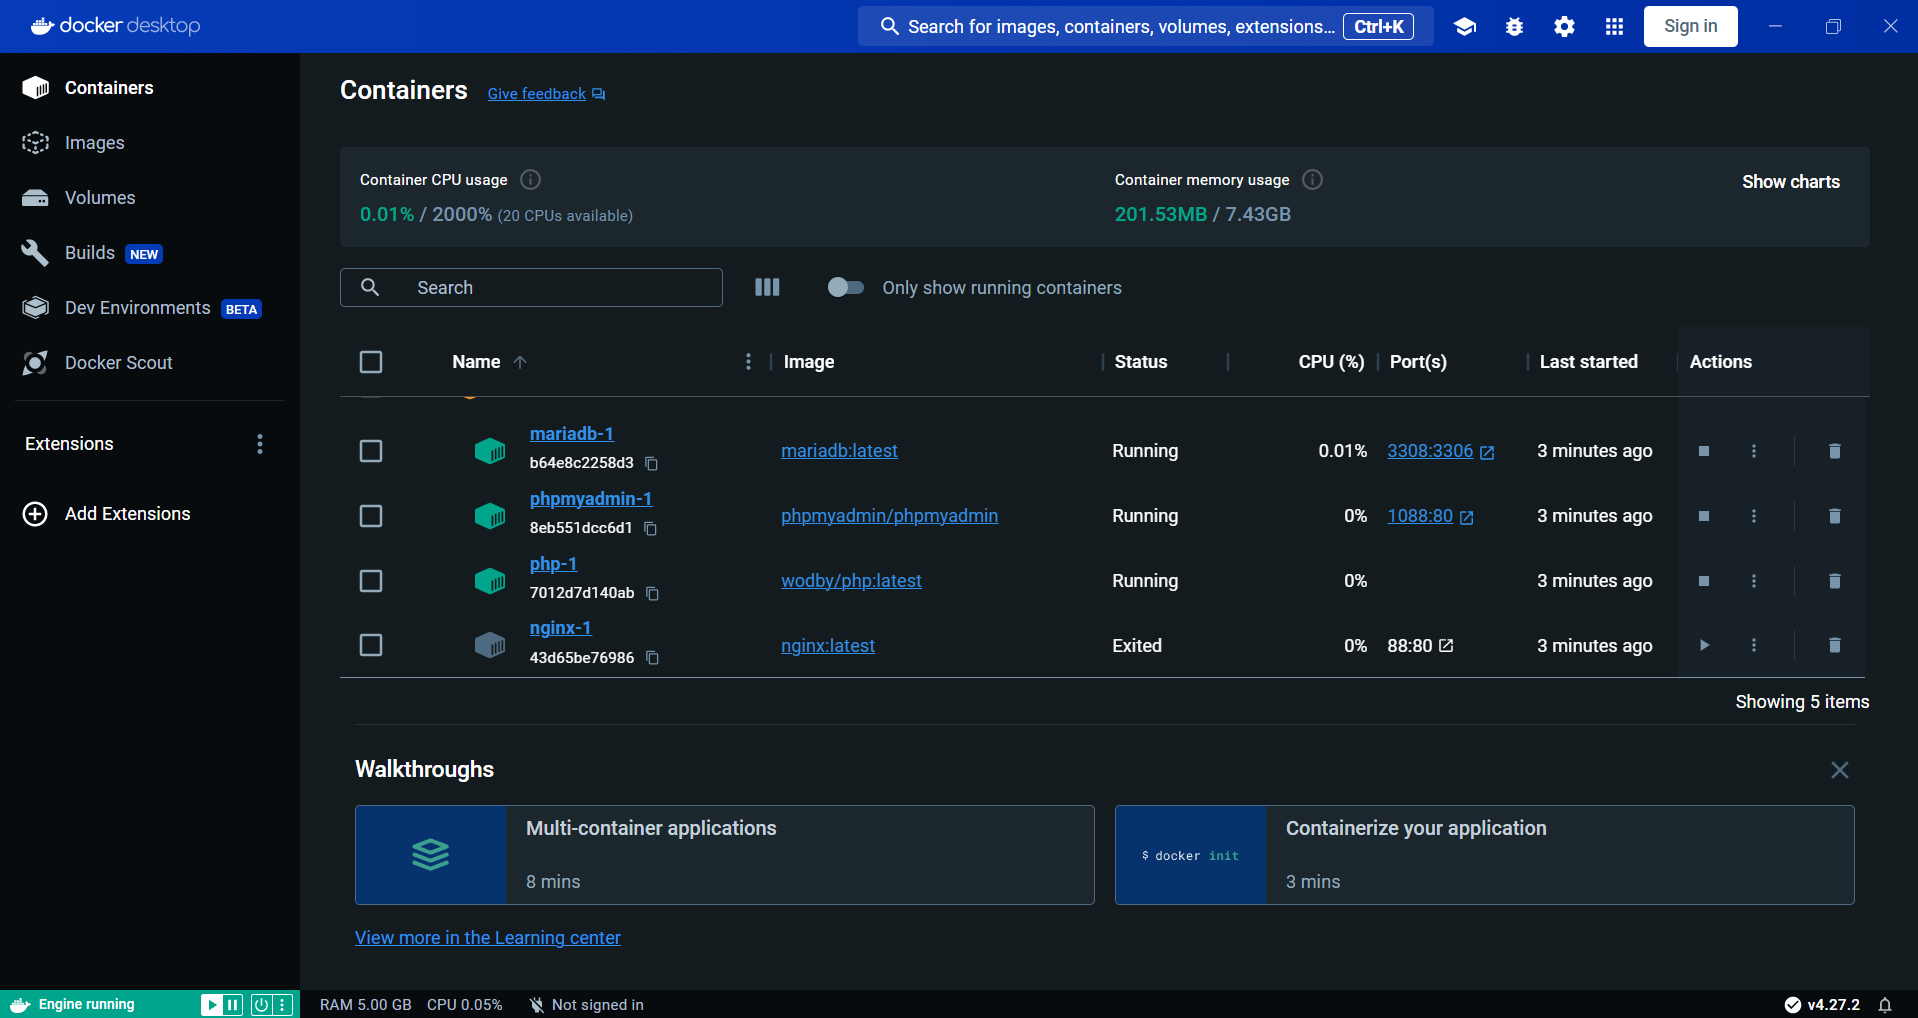 docker desktop
Search for images, containers, volumes, extensions... Ctrl+K
Sign in
Containers
Images
Volumes
Builds NEW
Dev Environments BETA
Docker Scout
Extensions
Add Extensions
Containers Give feedback
Container CPU usage
0.01% / 2000% (20 CPUs available)
Container memory usage
201.53MB / 7.43GB
Show charts
Search
Only show running containers
Name Image Status CPU (%) Port(s) Last started Actions
mariadb-1
b64e8c2258d3
mariadb:latest Running 0.01% 3308:3306 3 minutes ago
phpmyadmin-1
8eb551dcc6d1
phpmyadmin/phpmyadmin Running 0% 1088:80 3 minutes ago
php-1
7012d7d140ab
wodby/php:latest Running 0% 3 minutes ago
nginx-1
43d65be76986
nginx:latest Exited 0% 88:80 3 minutes ago
Showing 5 items
Walkthroughs
Multi-container applications
8 mins
$ docker init
Containerize your application
3 mins
View more in the Learning center
Engine running
RAM 5.00 GB CPU 0.05% Not signed in
v4.27.2